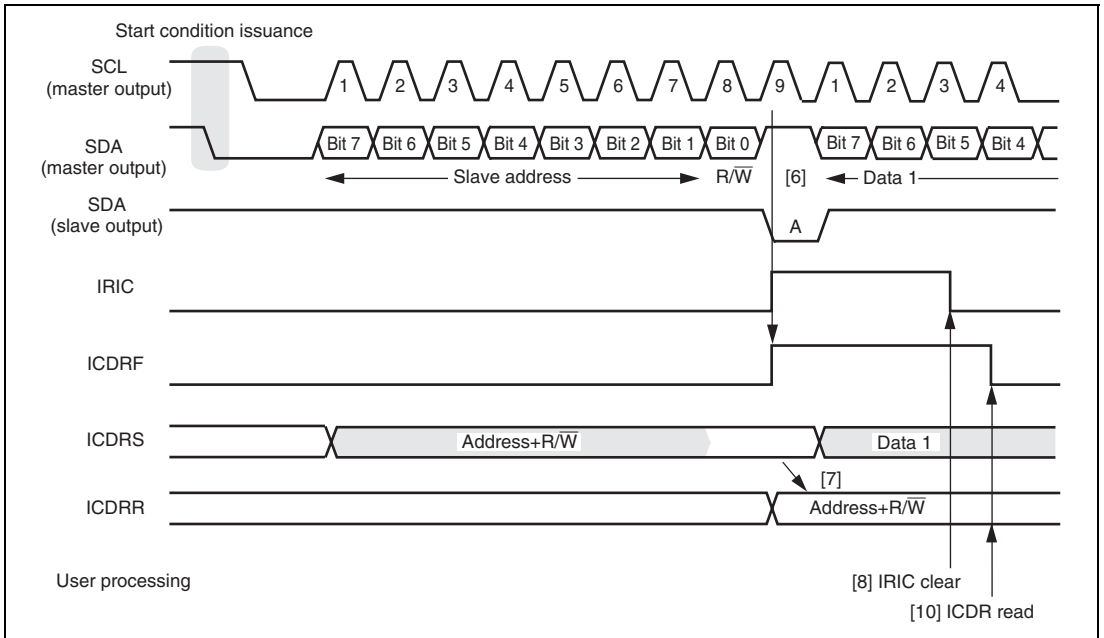 Start condition issuance
SCL
(master output)
1 2 3 4 5 6 7 8 9 1 2 3 4
SDA
(master output)
Bit 7 Bit 6 Bit 5 Bit 4 Bit 3 Bit 2 Bit 1 Bit 0 Bit 7 Bit 6 Bit 5 Bit 4
Slave address R/W̅ [6] Data 1
SDA
(slave output)
A
IRIC
ICDRF
ICDRS
Address+R/W̅ Data 1
[7]
ICDRR
Address+R/W̅
User processing
[8] IRIC clear
[10] ICDR read